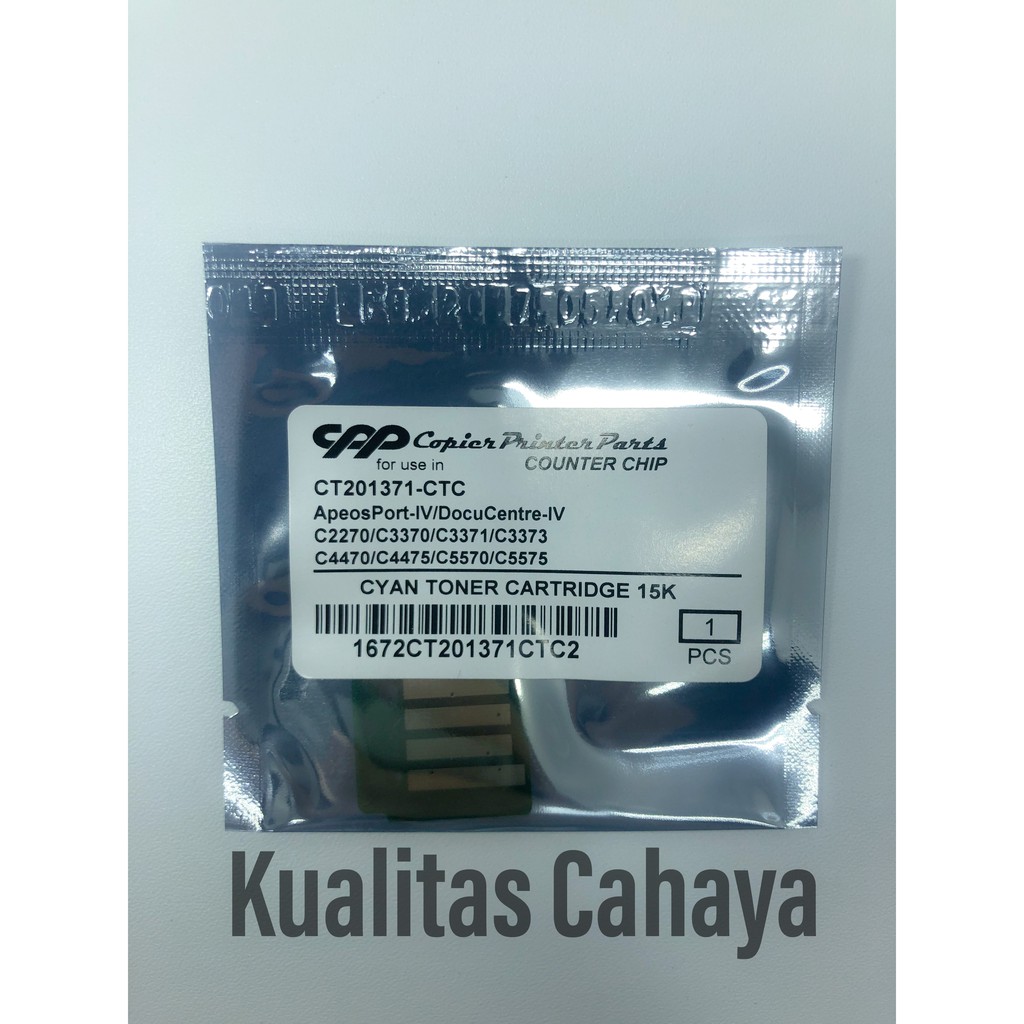 CPP Copier Printer Parts
for use in COUNTER CHIP
CT201371-CTC
ApeosPort-IV/DocuCentre-IV
C2270/C3370/C3371/C3373
C4470/C4475/C5570/C5575
CYAN TONER CARTRIDGE 15K
1672CT201371CTC2
1
PCS
Kualitas Cahaya